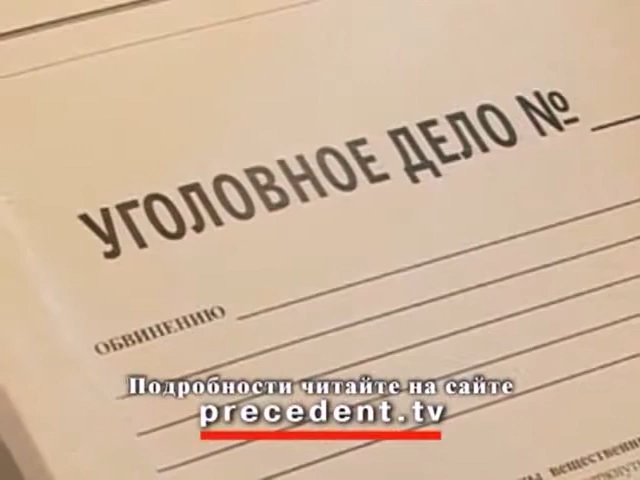 УГОЛОВНОЕ ДЕЛО №
ОБВИНЕНИЮ
Подробности читайте на сайте
precedent.tv